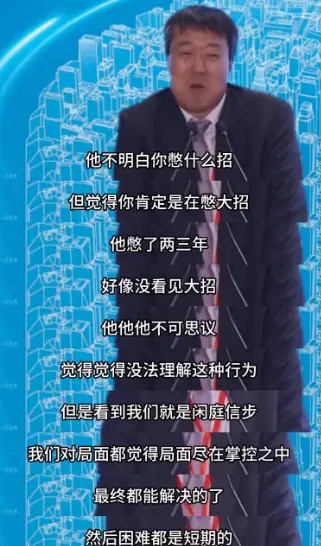 他不明白你憋什么招
但觉得你肯定是在憋大招
他憋了两三年
好像没看见大招
他他他不可思议
觉得觉得没法理解这种行为
但是看到我们就是闲庭信步
我们对局面都觉得局面尽在掌控之中
最终都能解决的了
然后困难都是短期的